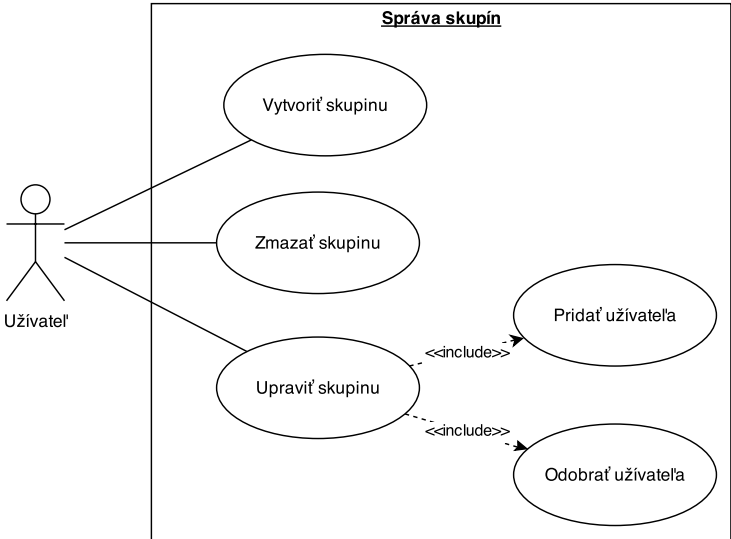 Správa skupín
Vytvoriť skupinu
Zmazať skupinu
Užívateľ
Pridať užívateľa
<<include>>
Upraviť skupinu
<<include>>
Odobrať užívateľa